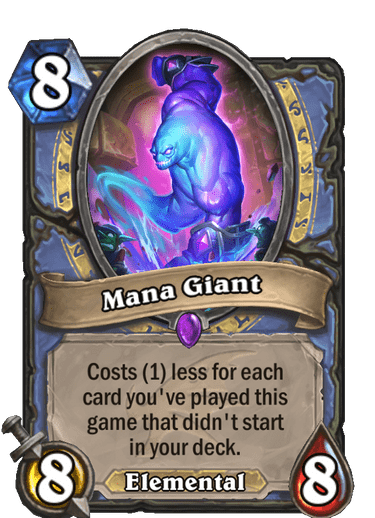 8
Mana Giant
Costs (1) less for each
card you've played this
game that didn't start
in your deck.
8
Elemental
8